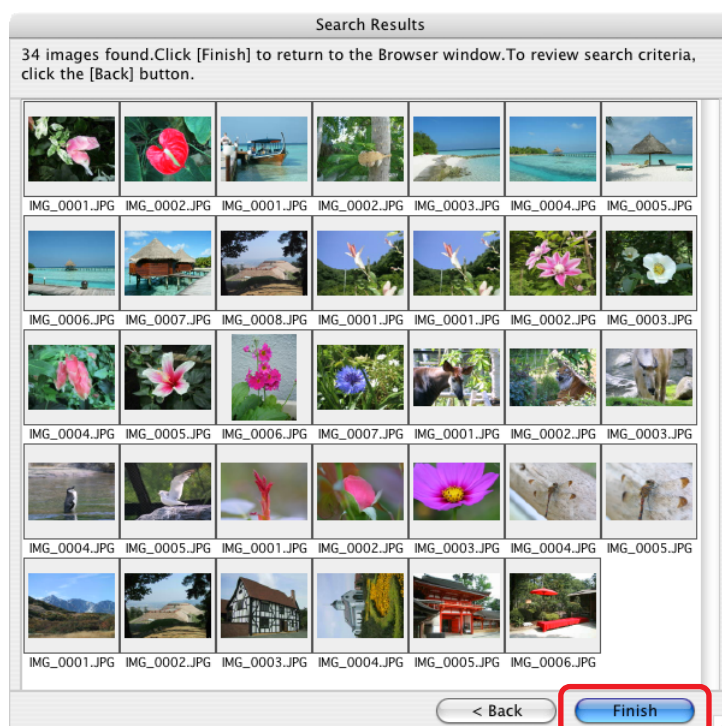 Search Results
34 images found.Click [Finish] to return to the Browser window.To review search criteria,
click the [Back] button.
IMG_0001.JPG IMG_0002.JPG IMG_0001.JPG IMG_0002.JPG IMG_0003.JPG IMG_0004.JPG IMG_0005.JPG
IMG_0006.JPG IMG_0007.JPG IMG_0008.JPG IMG_0001.JPG IMG_0001.JPG IMG_0002.JPG IMG_0003.JPG
IMG_0004.JPG IMG_0005.JPG IMG_0006.JPG IMG_0007.JPG IMG_0001.JPG IMG_0002.JPG IMG_0003.JPG
IMG_0004.JPG IMG_0005.JPG IMG_0001.JPG IMG_0002.JPG IMG_0003.JPG IMG_0004.JPG IMG_0005.JPG
IMG_0001.JPG IMG_0002.JPG IMG_0003.JPG IMG_0004.JPG IMG_0005.JPG IMG_0006.JPG
< Back Finish